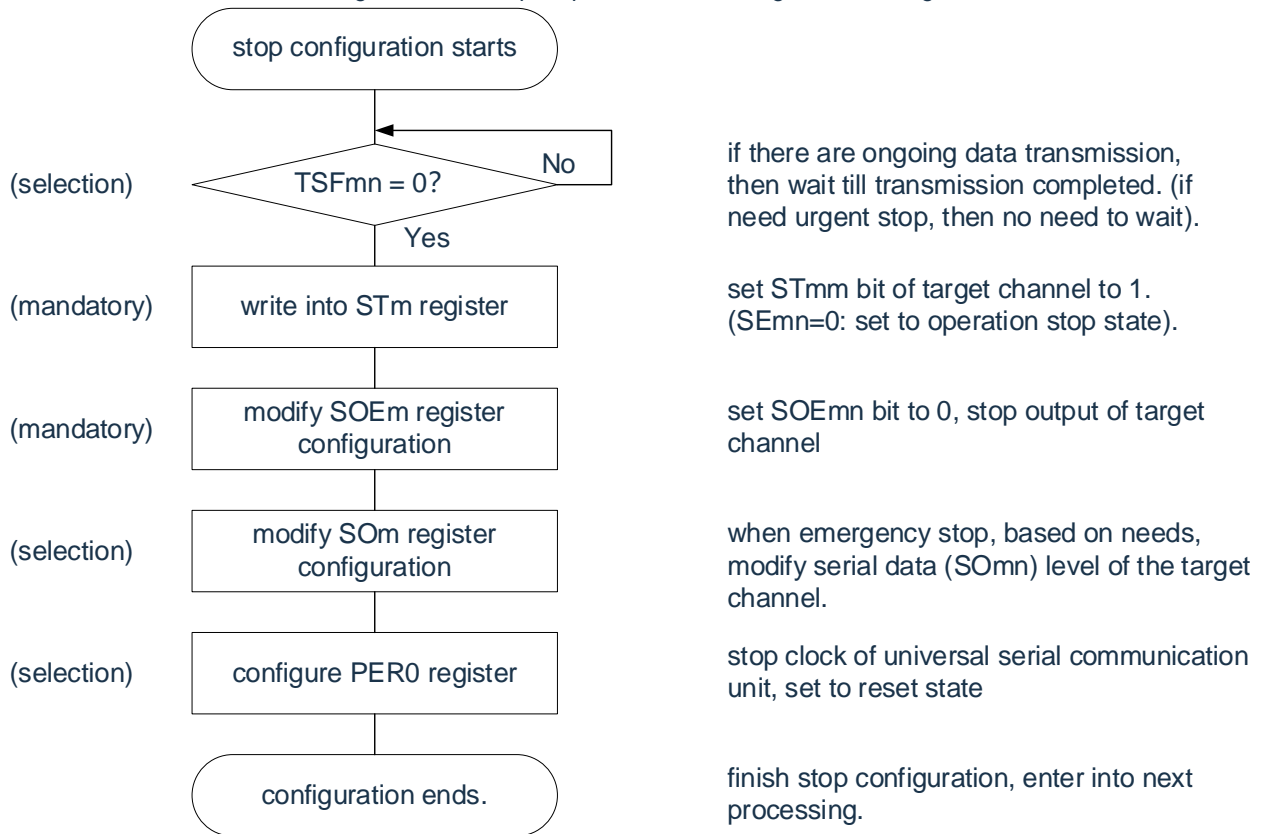 stop configuration starts
(selection)
TSFmn = 0?
No
Yes
if there are ongoing data transmission,
then wait till transmission completed. (if
need urgent stop, then no need to wait).
(mandatory)
write into STm register
set STmm bit of target channel to 1.
(SEmn=0: set to operation stop state).
(mandatory)
modify SOEm register
configuration
set SOEmn bit to 0, stop output of target
channel
(selection)
modify SOm register
configuration
when emergency stop, based on needs,
modify serial data (SOmn) level of the target
channel.
(selection)
configure PER0 register
stop clock of universal serial communication
unit, set to reset state
configuration ends.
finish stop configuration, enter into next
processing.